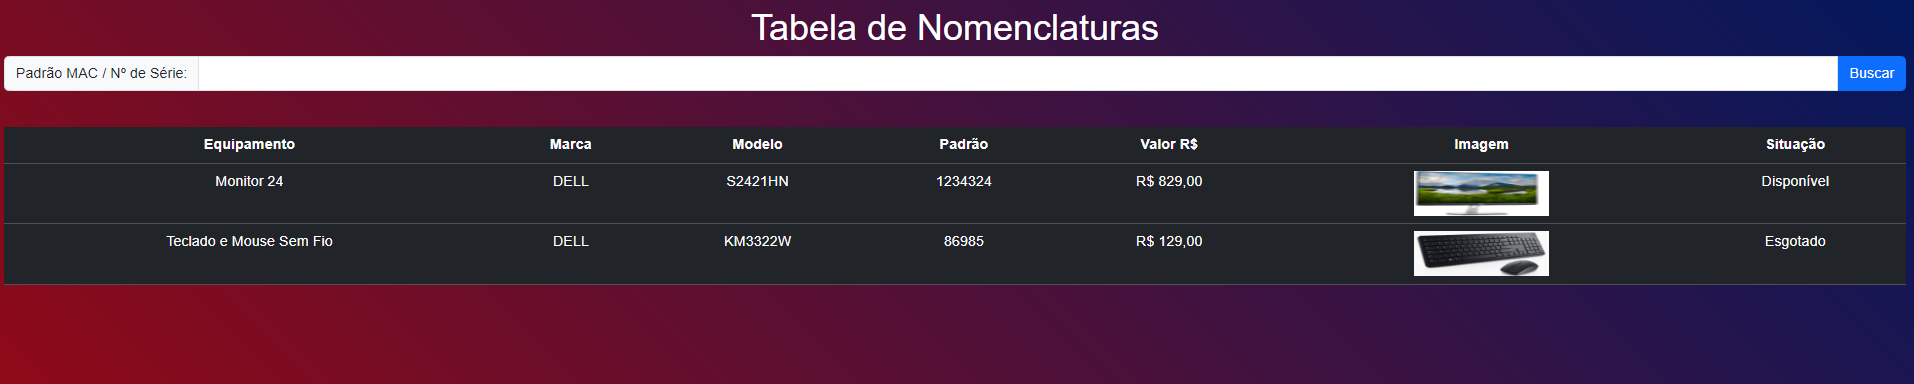 Tabela de Nomenclaturas
Padrão MAC / Nº de Série: Buscar
Equipamento Marca Modelo Padrão Valor R$ Imagem Situação
Monitor 24 DELL S2421HN 1234324 R$ 829,00 Disponível
Teclado e Mouse Sem Fio DELL KM3322W 86985 R$ 129,00 Esgotado